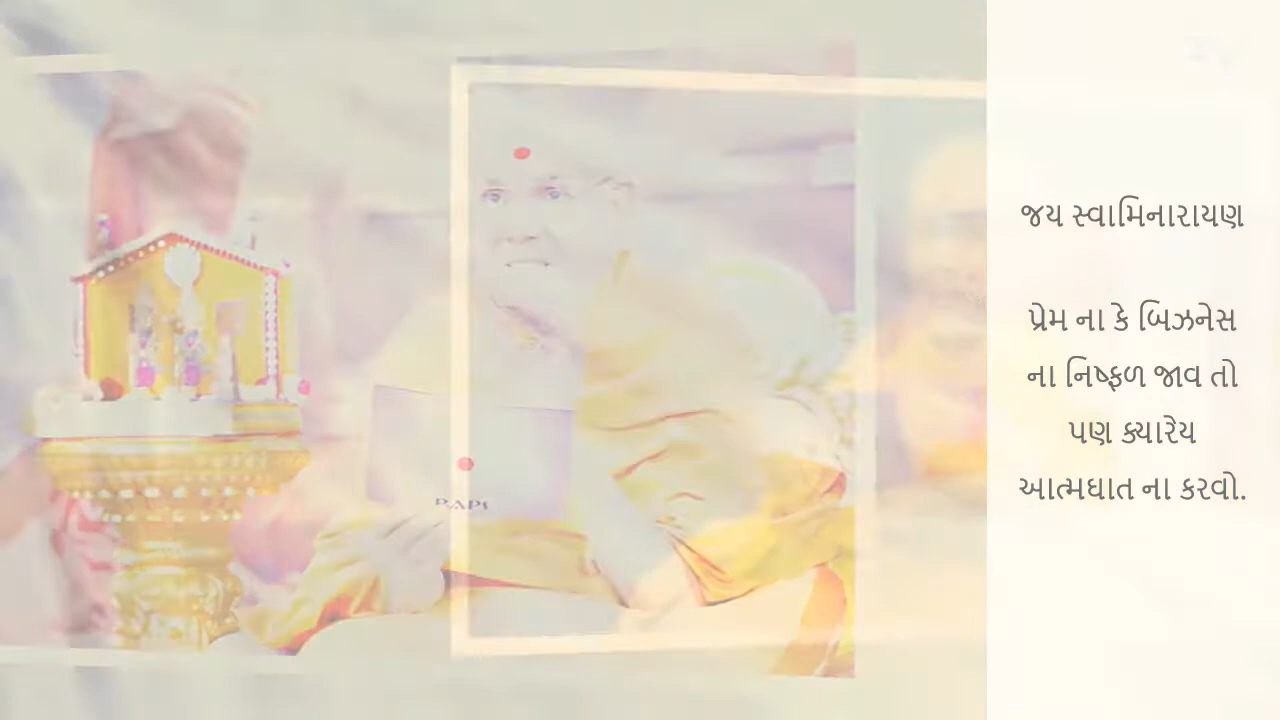 જય સ્વામિનારાયણ
પ્રેમ ના કે બિઝનેસ
ના નિષ્ફળ જાવ તો
પણ ક્યારેય
આત્મઘાત ના કરવો.